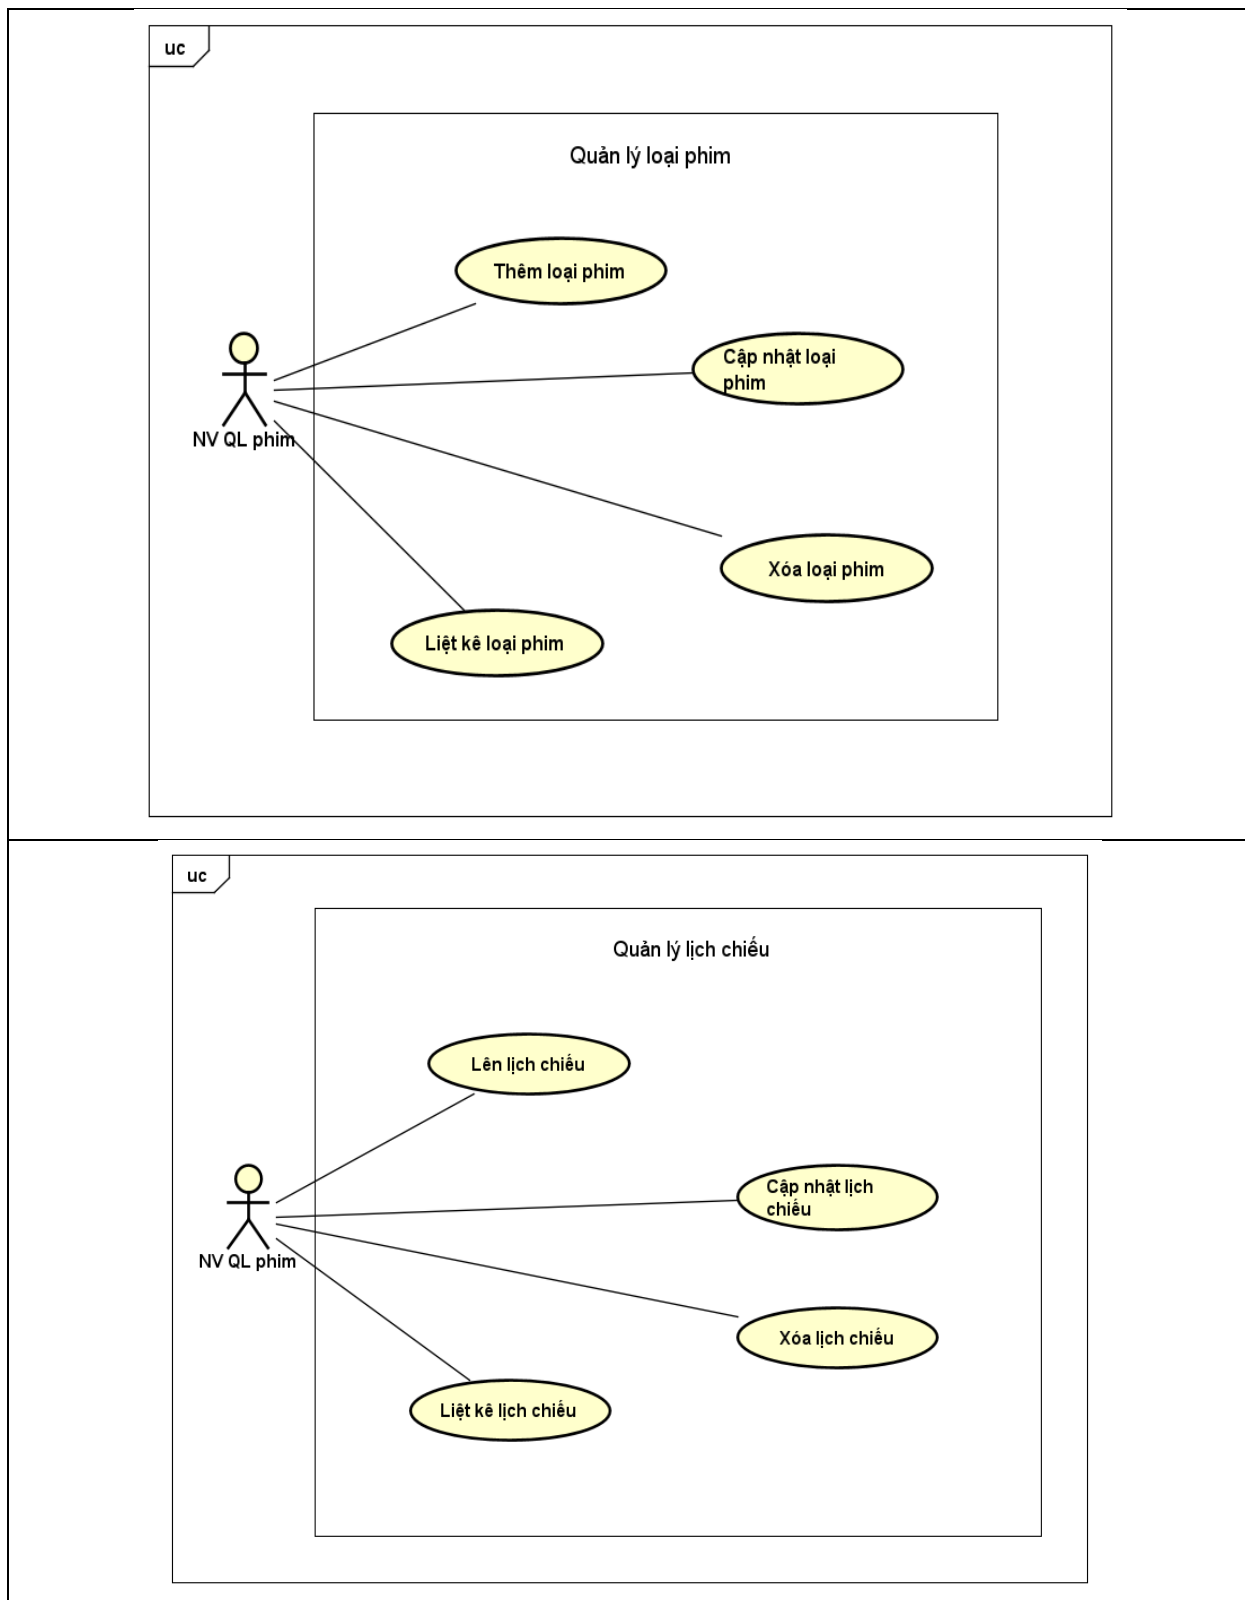 uc
Quản lý loại phim
Thêm loại phim
Cập nhật loại
phim
NV QL phim
Xóa loại phim
Liệt kê loại phim
uc
Quản lý lịch chiếu
Lên lịch chiếu
Cập nhật lịch
chiếu
NV QL phim
Xóa lịch chiếu
Liệt kê lịch chiếu